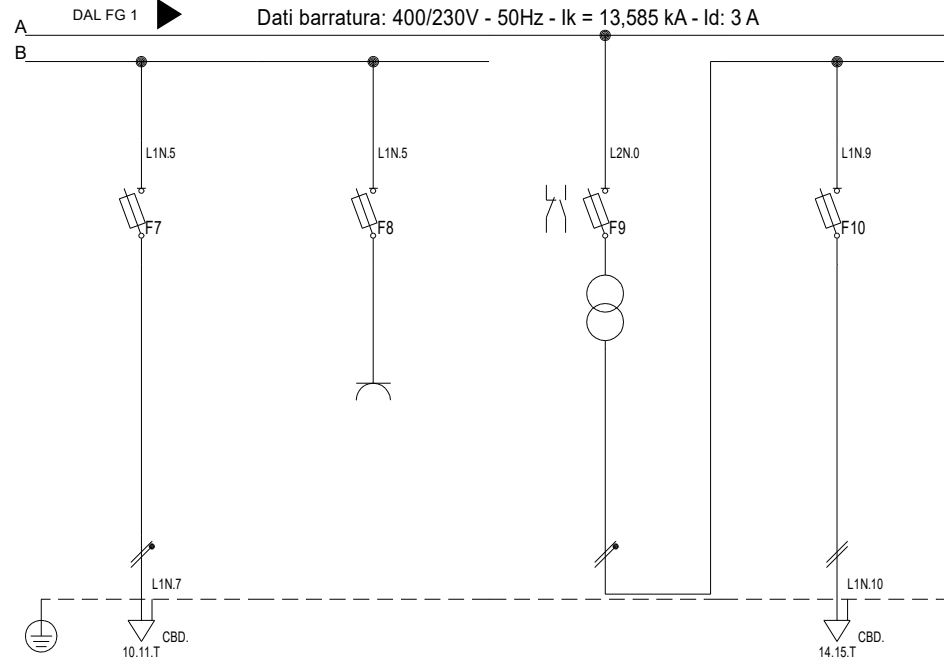 DAL FG 1
Dati barratura: 400/230V - 50Hz - Ik = 13,585 kA - Id: 3 A
A
B
L1N.5
L1N.5
L2N.0
L1N.9
F7
F8
F9
F10
L1N.7
L1N.10
CBD.
CBD.
10.11.T
14.15.T